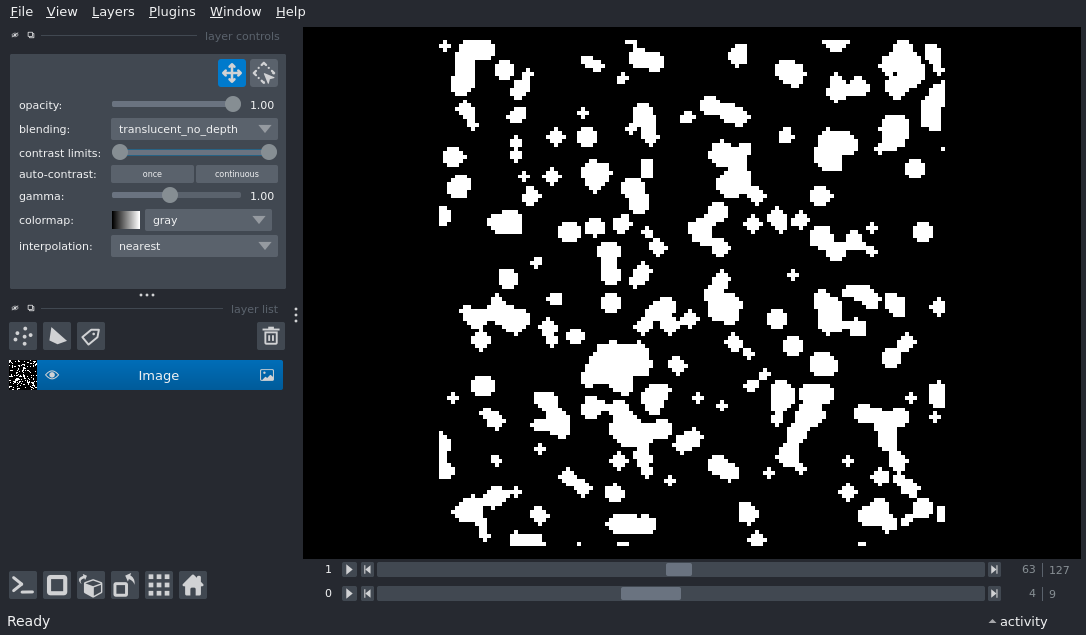 File View Layers Plugins Window Help
layer controls
opacity: 1.00
blending: translucent_no_depth
contrast limits:
auto-contrast: once continuous
gamma: 1.00
colormap: gray
interpolation: nearest
layer list
Image
1 63 127
0 4 9
Ready activity